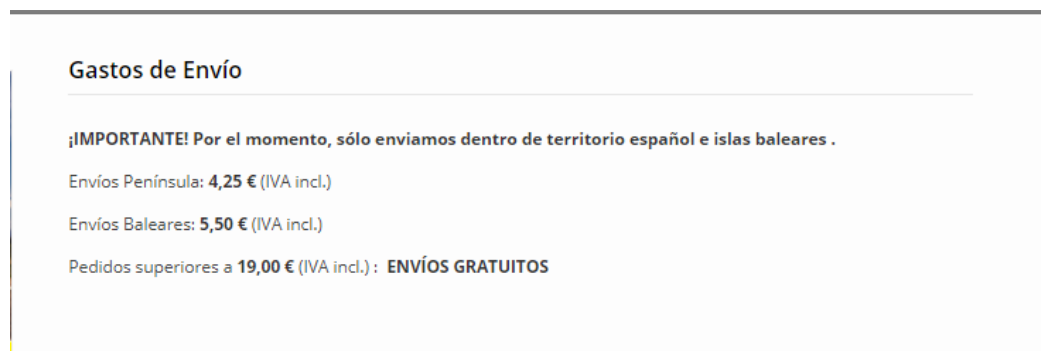 Gastos de Envío
¡IMPORTANTE! Por el momento, sólo enviamos dentro de territorio español e islas baleares .
Envíos Península: 4,25 € (IVA incl.)
Envíos Baleares: 5,50 € (IVA incl.)
Pedidos superiores a 19,00 € (IVA incl.) : ENVÍOS GRATUITOS